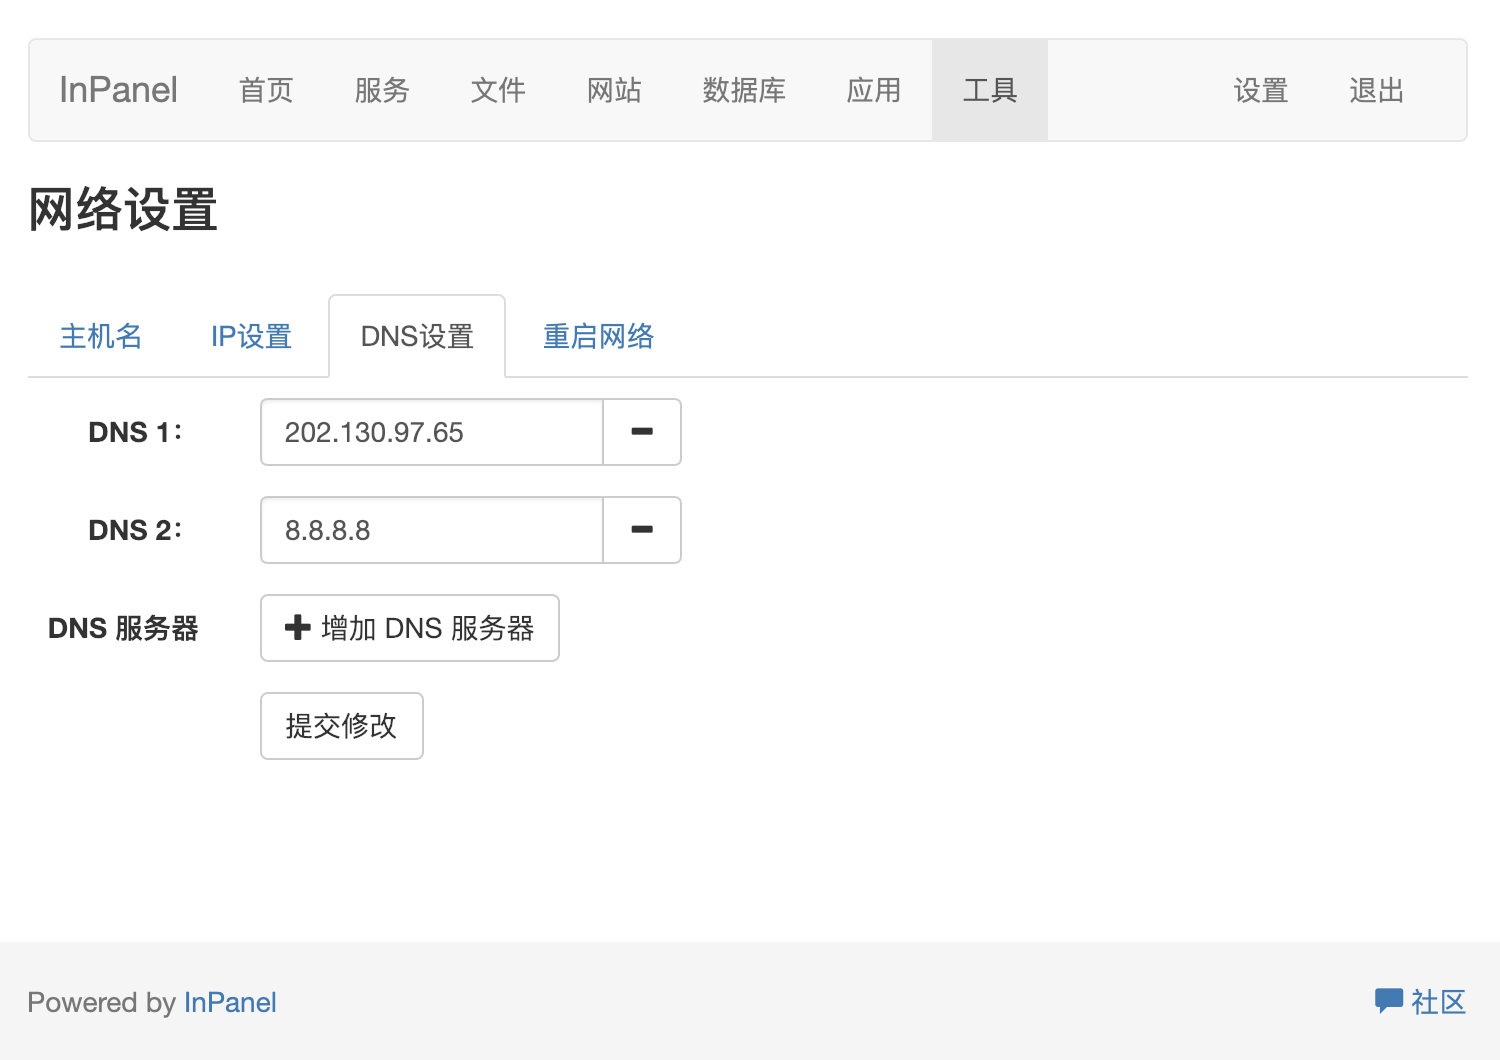 InPanel 首页 服务 文件 网站 数据库 应用 工具 设置 退出
网络设置
主机名 IP设置 DNS设置 重启网络
DNS 1: 202.130.97.65
DNS 2: 8.8.8.8
DNS 服务器 增加 DNS 服务器
提交修改
Powered by InPanel 社区